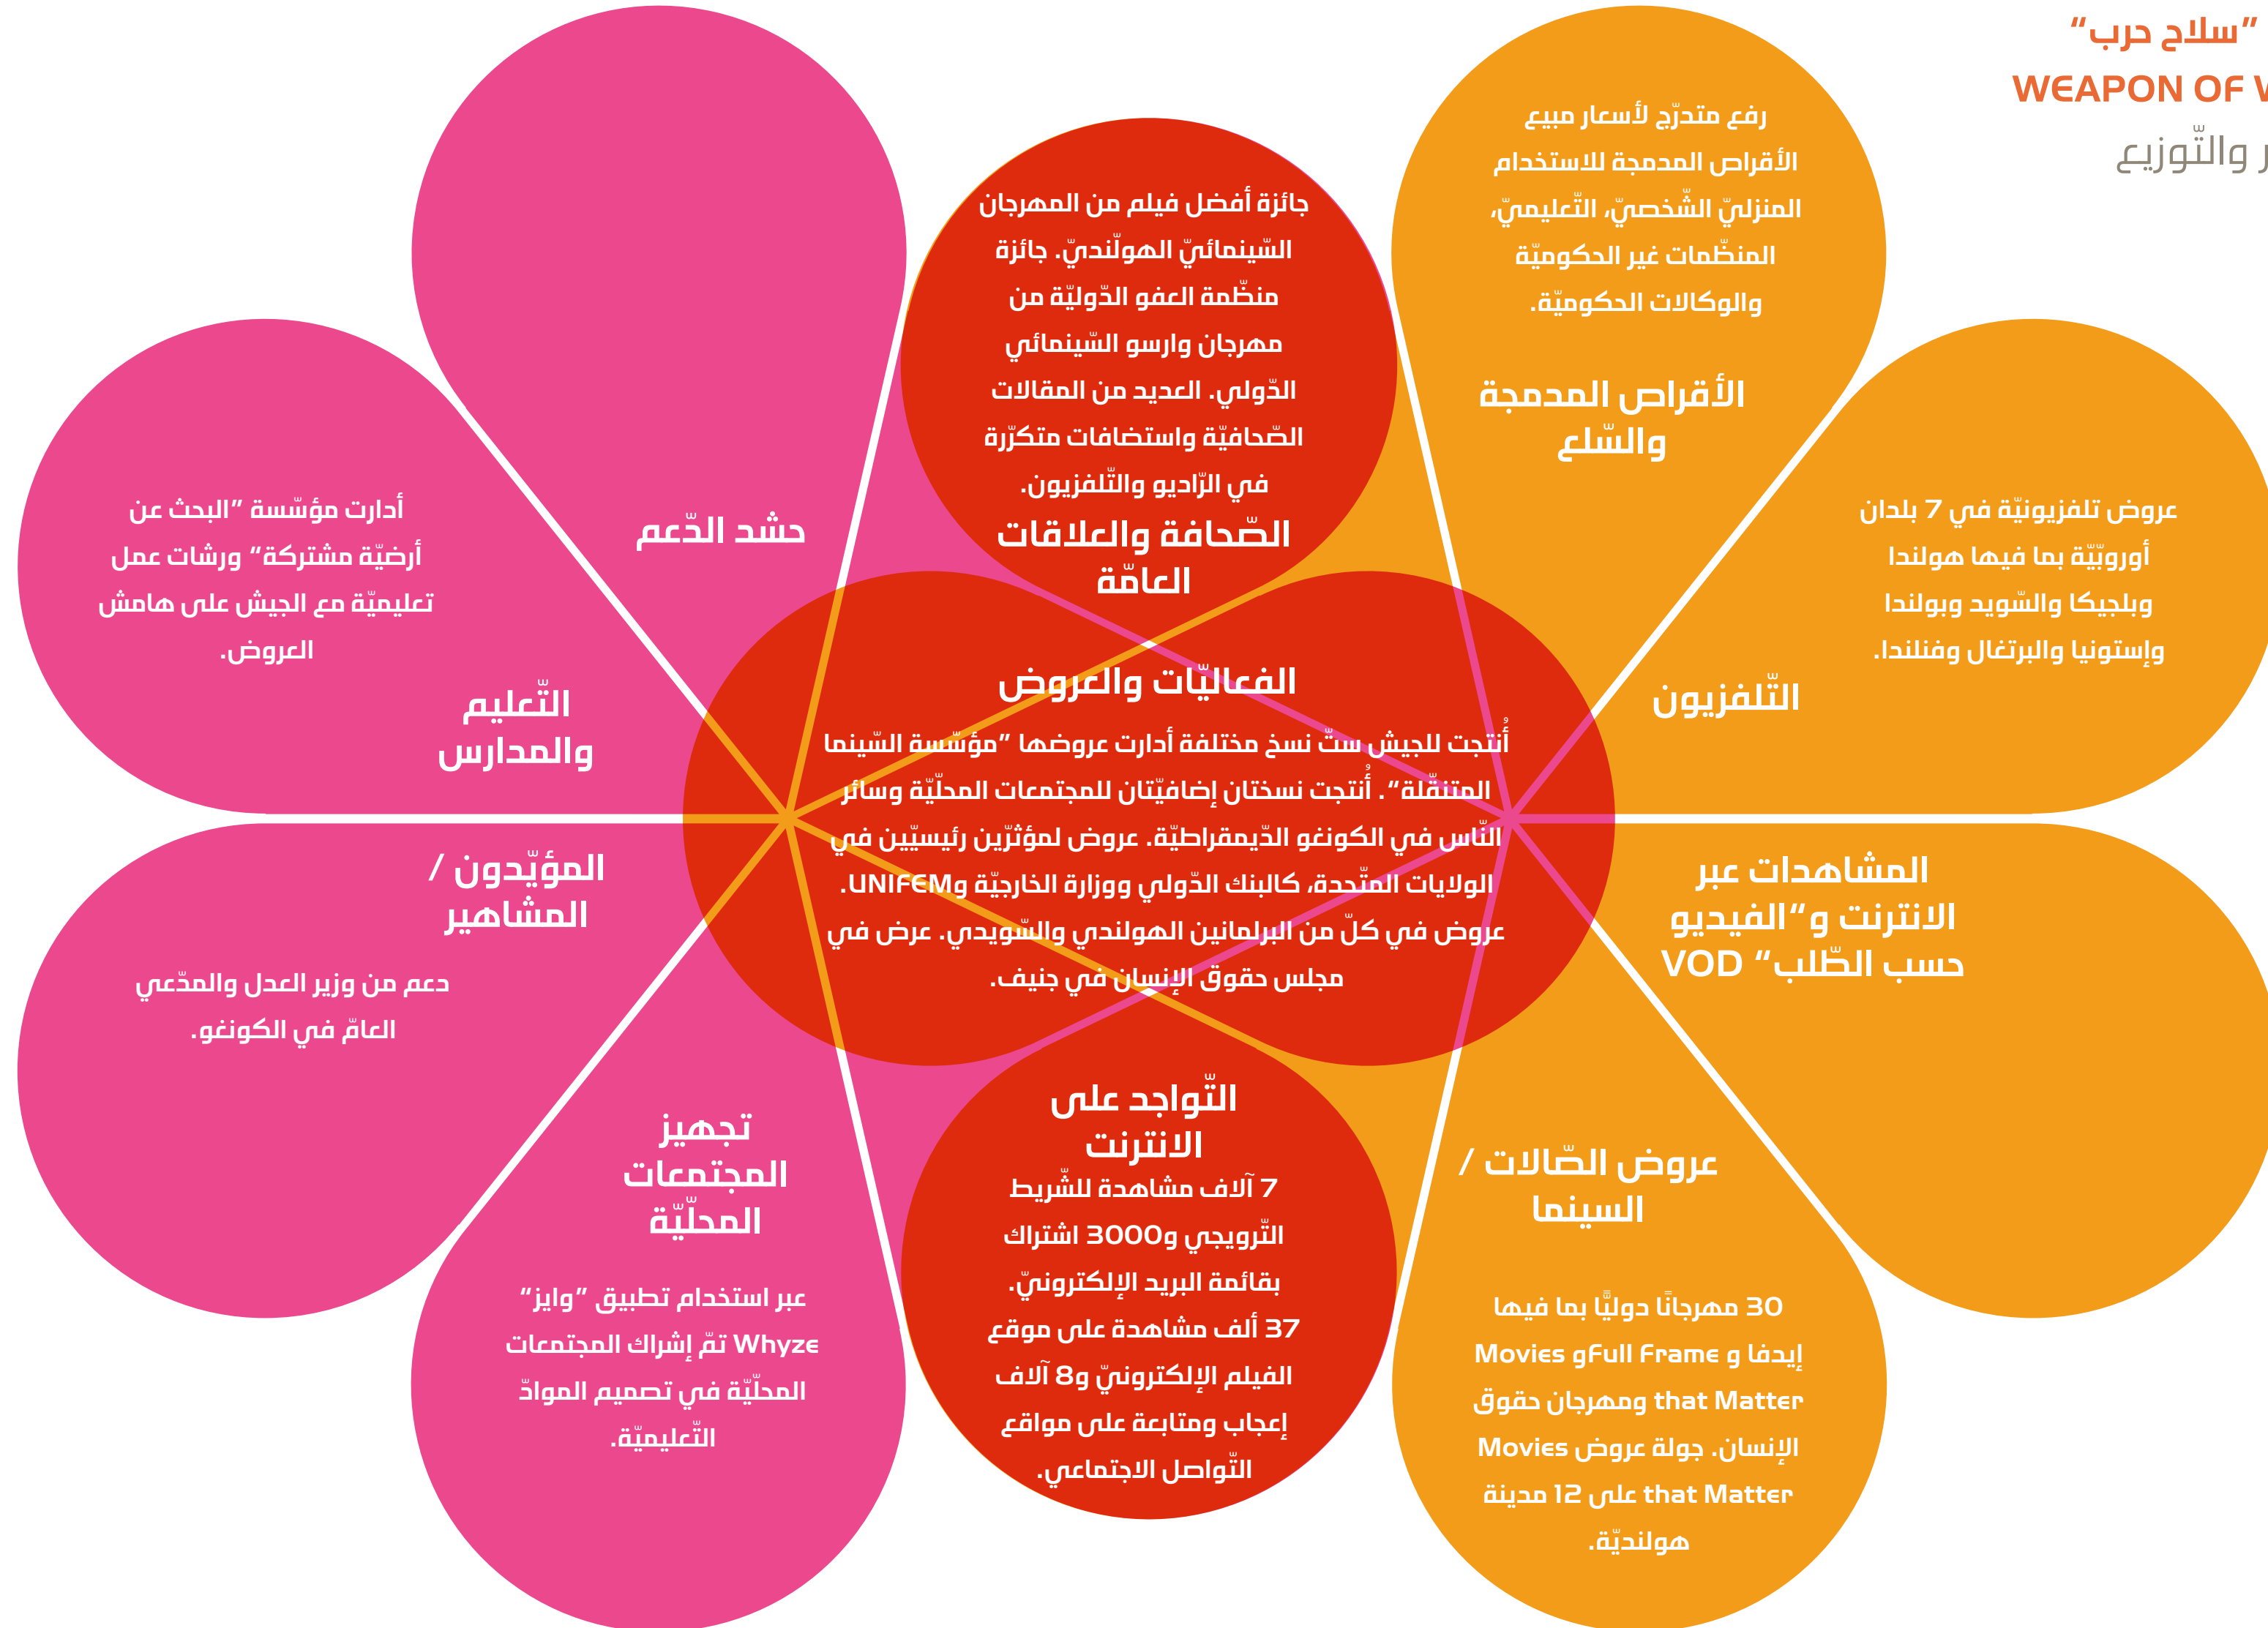 ”سلاح حرب“
WEAPON OF
والتّوزيع
رفع متدرّج لأسعار مبيع
الأقراص المدمجة للاستخدام
المنزليّ الشّخصيّ، التّعليميّ،
المنظّمات غير الحكوميّة
والوكالات الحكوميّة.
الأقراص المدمجة
والسّلع
عروض تلفزيونيّة في 7 بلدان
أوروبّيّة بما فيها هولندا
وبلجيكا والسّويد وبولندا
وإستونيا والبرتغال وفنلندا.
التّلفزيون
المشاهدات عبر
الانترنت و”الفيديو
حسب الطّلب“ VOD
عروض الصّالات /
السينما
30 مهرجانًا دوليًّا بما فيها
إيدفا و Full Frame و Movies
that Matter ومهرجان حقوق
الإنسان. جولة عروض Movies
that Matter على 12 مدينة
هولنديّة.
جائزة أفضل فيلم من المهرجان
السّينمائيّ الهولّنديّ. جائزة
منظّمة العفو الدّوليّة من
مهرجان وارسو السّينمائي
الدّولي. العديد من المقالات
الصّحافيّة واستضافات متكرّرة
في الرّاديو والتّلفزيون.
الصّحافة والعلاقات
العامّة
الفعاليّات والعروض
أُنتجت للجيش ستّ نسخ مختلفة أدارت عروضها ”مؤسّسة السّينما
المتنقّلة“. أُنتجت نسختان إضافيّتان للمجتمعات المحلّيّة وسائر
النّاس في الكونغو الدّيمقراطيّة. عروض لمؤثرّين رئيسيّين في
الولايات المتّحدة، كالبنك الدّولي ووزارة الخارجيّة وUNIFEM.
عروض في كلّ من البرلمانين الهولندي والسّويدي. عرض في
مجلس حقوق الإنسان في جنيف.
التّواجد على
الانترنت
7 آلاف مشاهدة للشّريط
التّرويجي و3000 اشتراك
بقائمة البريد الإلكترونيّ.
37 ألف مشاهدة على موقع
الفيلم الإلكترونيّ و8 آلاف
إعجاب ومتابعة على مواقع
التّواصل الاجتماعي.
حشد الدّعم
أدارت مؤسّسة ”البحث عن
أرضيّة مشتركة“ ورشات عمل
تعليميّة مع الجيش على هامش
العروض.
التّعليم
والمدارس
المؤيّدون /
المشاهير
دعم من وزير العدل والمدّعي
العامّ في الكونغو.
تجهيز
المجتمعات
المحلّيّة
عبر استخدام تطبيق ”وايز“
Whyze تمّ إشراك المجتمعات
المحلّيّة في تصميم الموادّ
التّعليميّة.